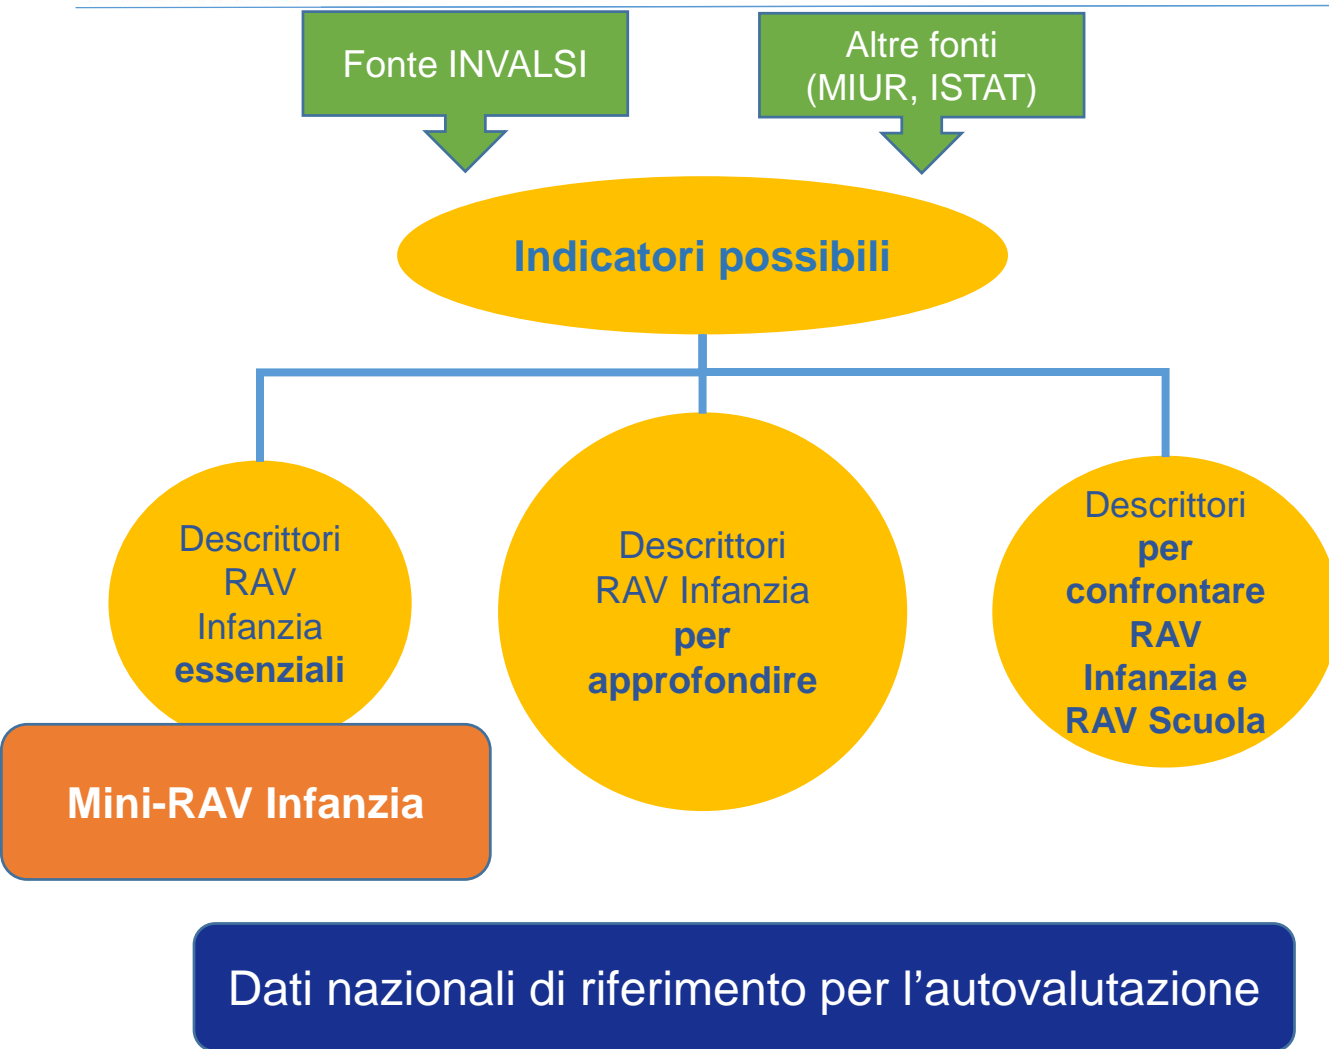 Fonte INVALSI
Altre fonti
(MIUR, ISTAT)
Indicatori possibili
Descrittori
RAV
Infanzia
essenziali
Descrittori
RAV Infanzia
per
approfondire
Descrittori
per
confrontare
RAV
Infanzia e
RAV Scuola
Mini-RAV Infanzia
Dati nazionali di riferimento per l’autovalutazione